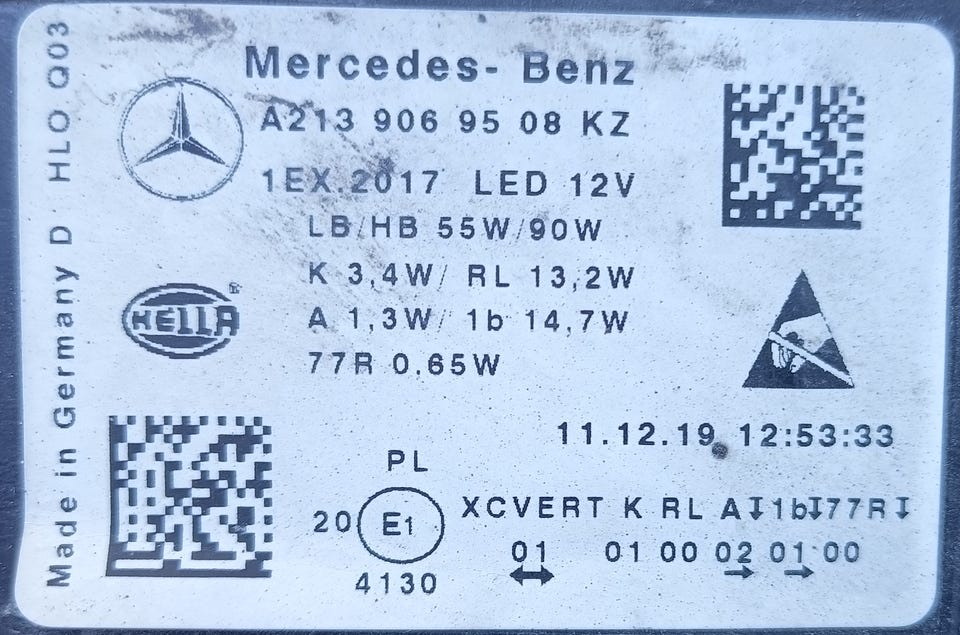 Made in Germany D HLO Q03
Mercedes-Benz
A213 906 95 08 KZ
1EX.2017 LED 12V
LB/HB 55W/90W
K 3,4W/ RL 13,2W
A 1,3W/ 1b 14,7W
77R 0.65W
HELLA®
11.12.19 12:53:33
PL
20 E1 XCVERT K RL A↧1b↧77R↧
01 01 00 02 01 00
4130 ↔ → →